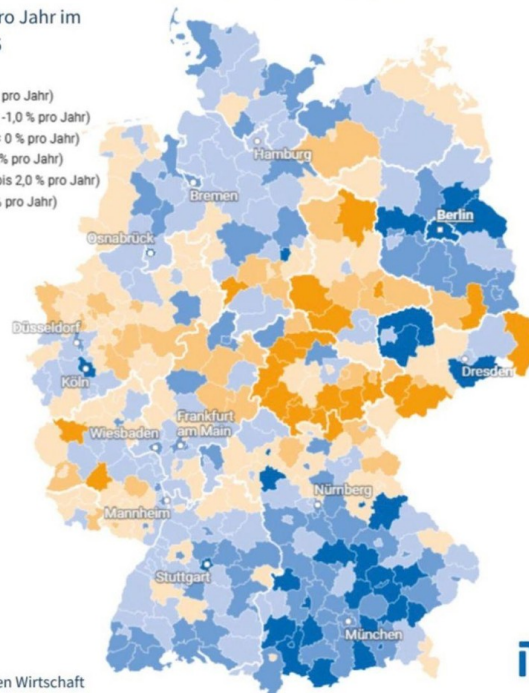 ro Jahr im
pro Jahr)
-1,0 % pro Jahr)
0 % pro Jahr)
% pro Jahr)
bis 2,0 % pro Jahr)
pro Jahr)
Hamburg
Bremen
Berlin
Osnabrück
Düsseldorf
Köln
Dresden
Frankfurt
am Main
Wiesbaden
Nürnberg
Mannheim
Stuttgart
München
en Wirtschaft